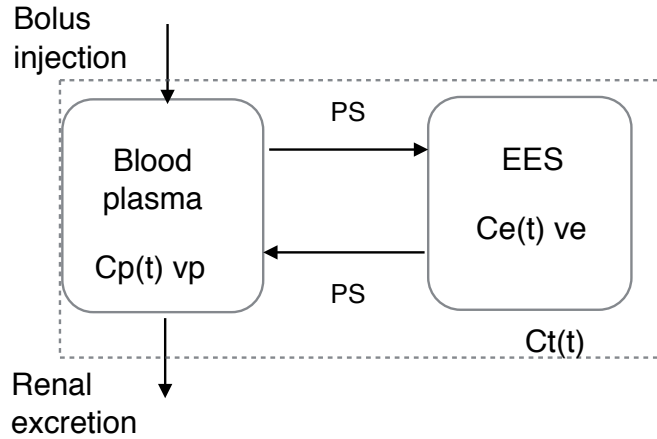 Bolus
injection
PS
Blood
plasma
Cp(t) vp
EES
Ce(t) ve
PS
Ct(t)
Renal
excretion